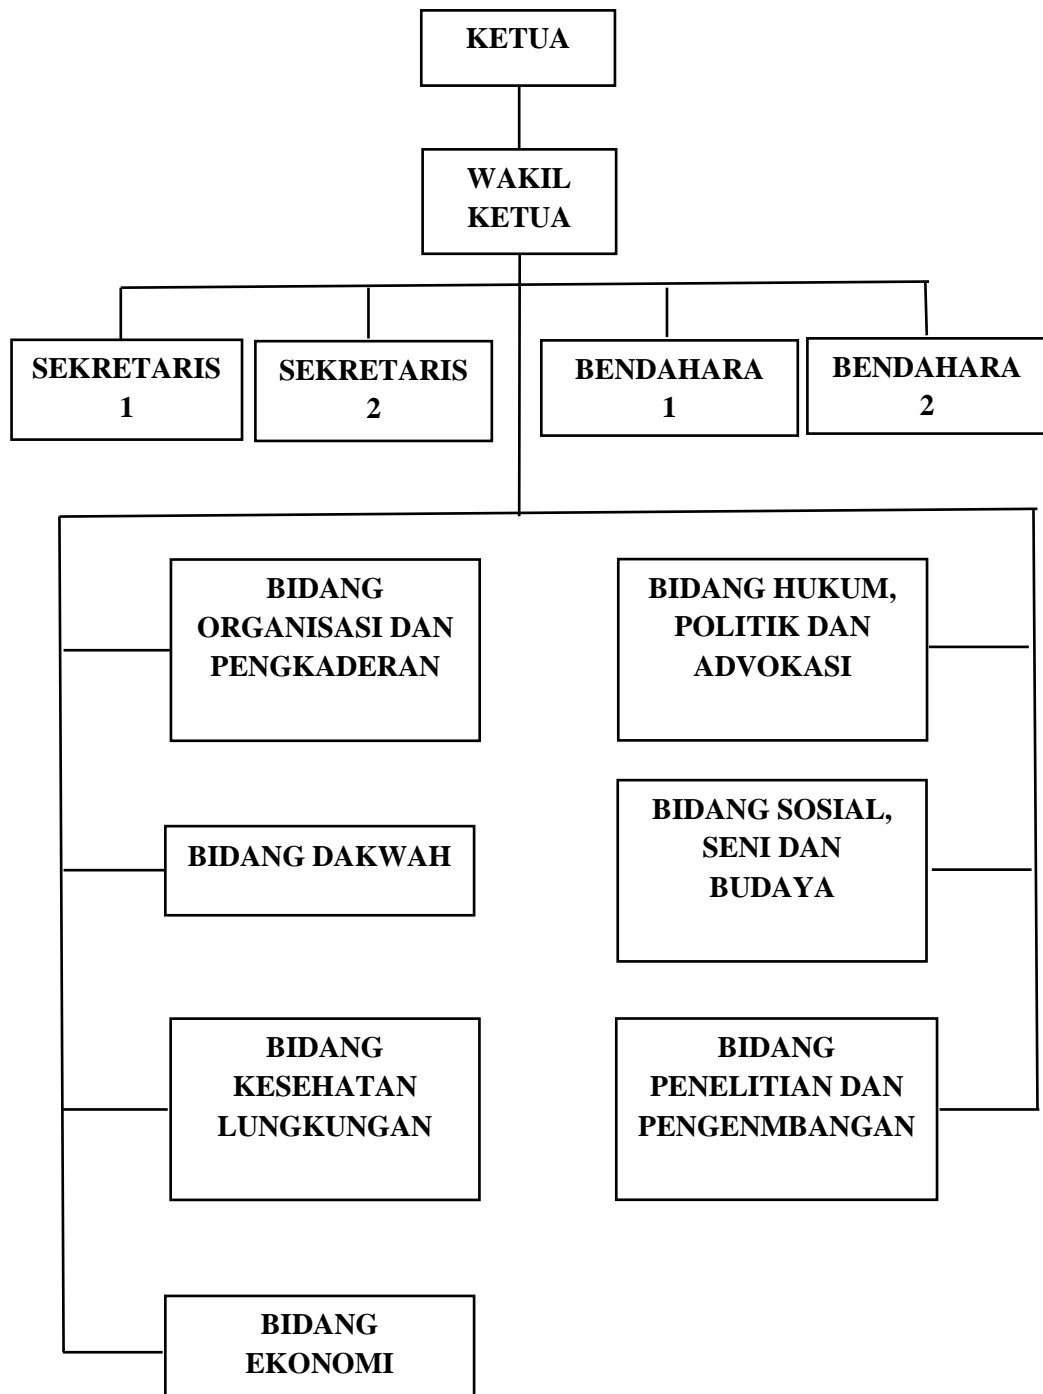 KETUA
WAKIL
KETUA
SEKRETARIS
1
SEKRETARIS
2
BENDAHARA
1
BENDAHARA
2
BIDANG
ORGANISASI DAN
PENGKADERAN
BIDANG HUKUM,
POLITIK DAN
ADVOKASI
BIDANG DAKWAH
BIDANG SOSIAL,
SENI DAN
BUDAYA
BIDANG
KESEHATAN
LUNGKUNGAN
BIDANG
PENELITIAN DAN
PENGENMBANGAN
BIDANG
EKONOMI